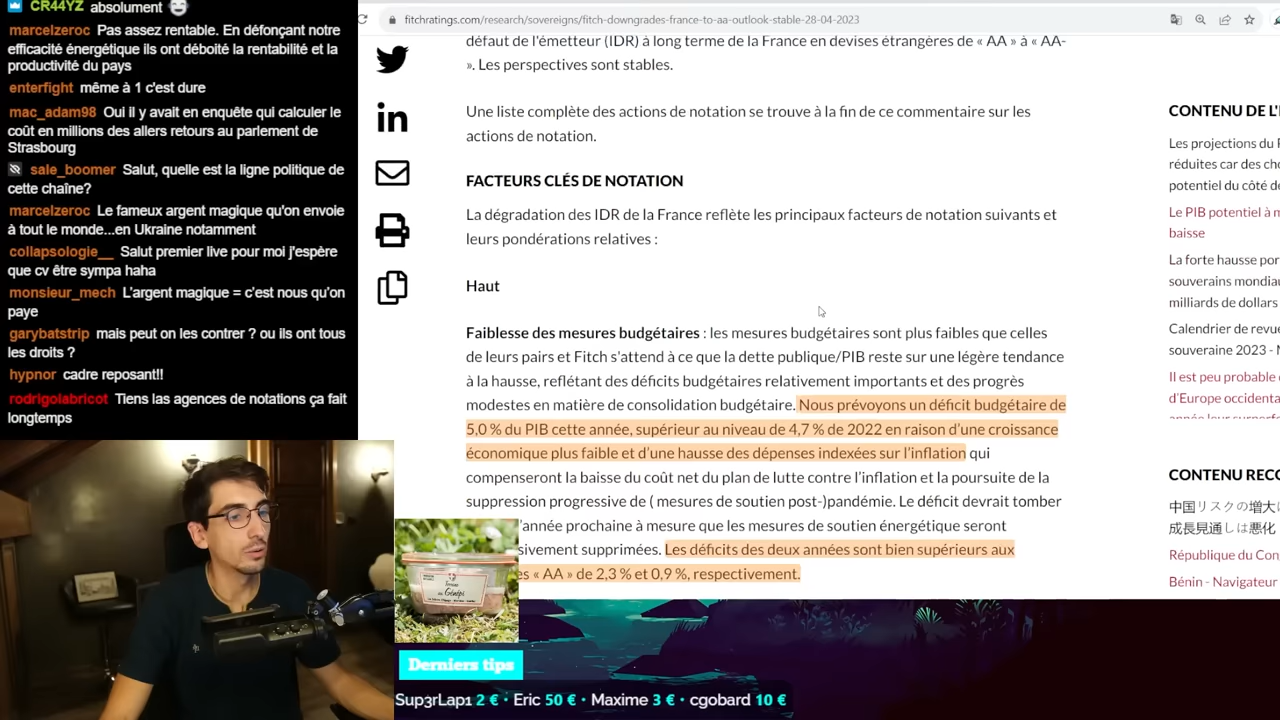 CR44YZ absolument
marcelzeroc Pas assez rentable. En défonçant notre
efficacité energétique ils ont déboité la rentabilité et la
productivité du pays
enterfight même à 1 c'est dure
mac_adam98 Oui il y avait en enquête qui calculer le
coût en millions des allers retours au parlement de
Strasbourg
sale_boomer Salut, quelle est la ligne politique de
cette chaîne?
marcelzeroc Le fameux argent magique qu'on envoie
à tout le monde...en Ukraine notamment
collapsologie__ Salut premier live pour moi j'espère
que cv être sympa haha
monsieur_mech L'argent magique = c'est nous qu'on
paye
garybatstrip mais peut on les contrer ? ou ils ont tous
les droits ?
hypnor cadre reposant!!
rodrigolabricot Tiens las agences de notations ça fait
longtemps
fitchratings.com/research/sovereigns/fitch-downgrades-france-to-aa-outlook-stable-28-04-2023
défaut de l'émetteur (IDR) à long terme de la France en devises étrangères de « AA » à « AA-
». Les perspectives sont stables.
Une liste complète des actions de notation se trouve à la fin de ce commentaire sur les
actions de notation.
FACTEURS CLÉS DE NOTATION
La dégradation des IDR de la France reflète les principaux facteurs de notation suivants et
leurs pondérations relatives :
Haut
Faiblesse des mesures budgétaires : les mesures budgétaires sont plus faibles que celles
de leurs pairs et Fitch s'attend à ce que la dette publique/PIB reste sur une légère tendance
à la hausse, reflétant des déficits budgétaires relativement importants et des progrès
modestes en matière de consolidation budgétaire. Nous prévoyons un déficit budgétaire de
5,0 % du PIB cette année, supérieur au niveau de 4,7 % de 2022 en raison d'une croissance
économique plus faible et d'une hausse des dépenses indexées sur l'inflation qui
compenseront la baisse du coût net du plan de lutte contre l'inflation et la poursuite de la
suppression progressive de ( mesures de soutien post-)pandémie. Le déficit devrait tomber
'année prochaine à mesure que les mesures de soutien énergétique seront
sivement supprimées. Les déficits des deux années sont bien supérieurs aux
es « AA » de 2,3 % et 0,9 %, respectivement.
CONTENU DE L'I
Les projections du P
réduites car des cho
potentiel du côté de
Le PIB potentiel à m
baisse
La forte hausse por
souverains mondiau
milliards de dollars
Calendrier de revue
souveraine 2023 - M
Il est peu probable
d'Europe occidenta
CONTENU RECO
中国リスクの増大に
成長見通しは悪化
République du Con
Bénin - Navigateur
Terrine
au Génépi
Derniers tips
Sup3rLap1 2 € · Eric 50 € · Maxime 3 € · cgobard 10 €